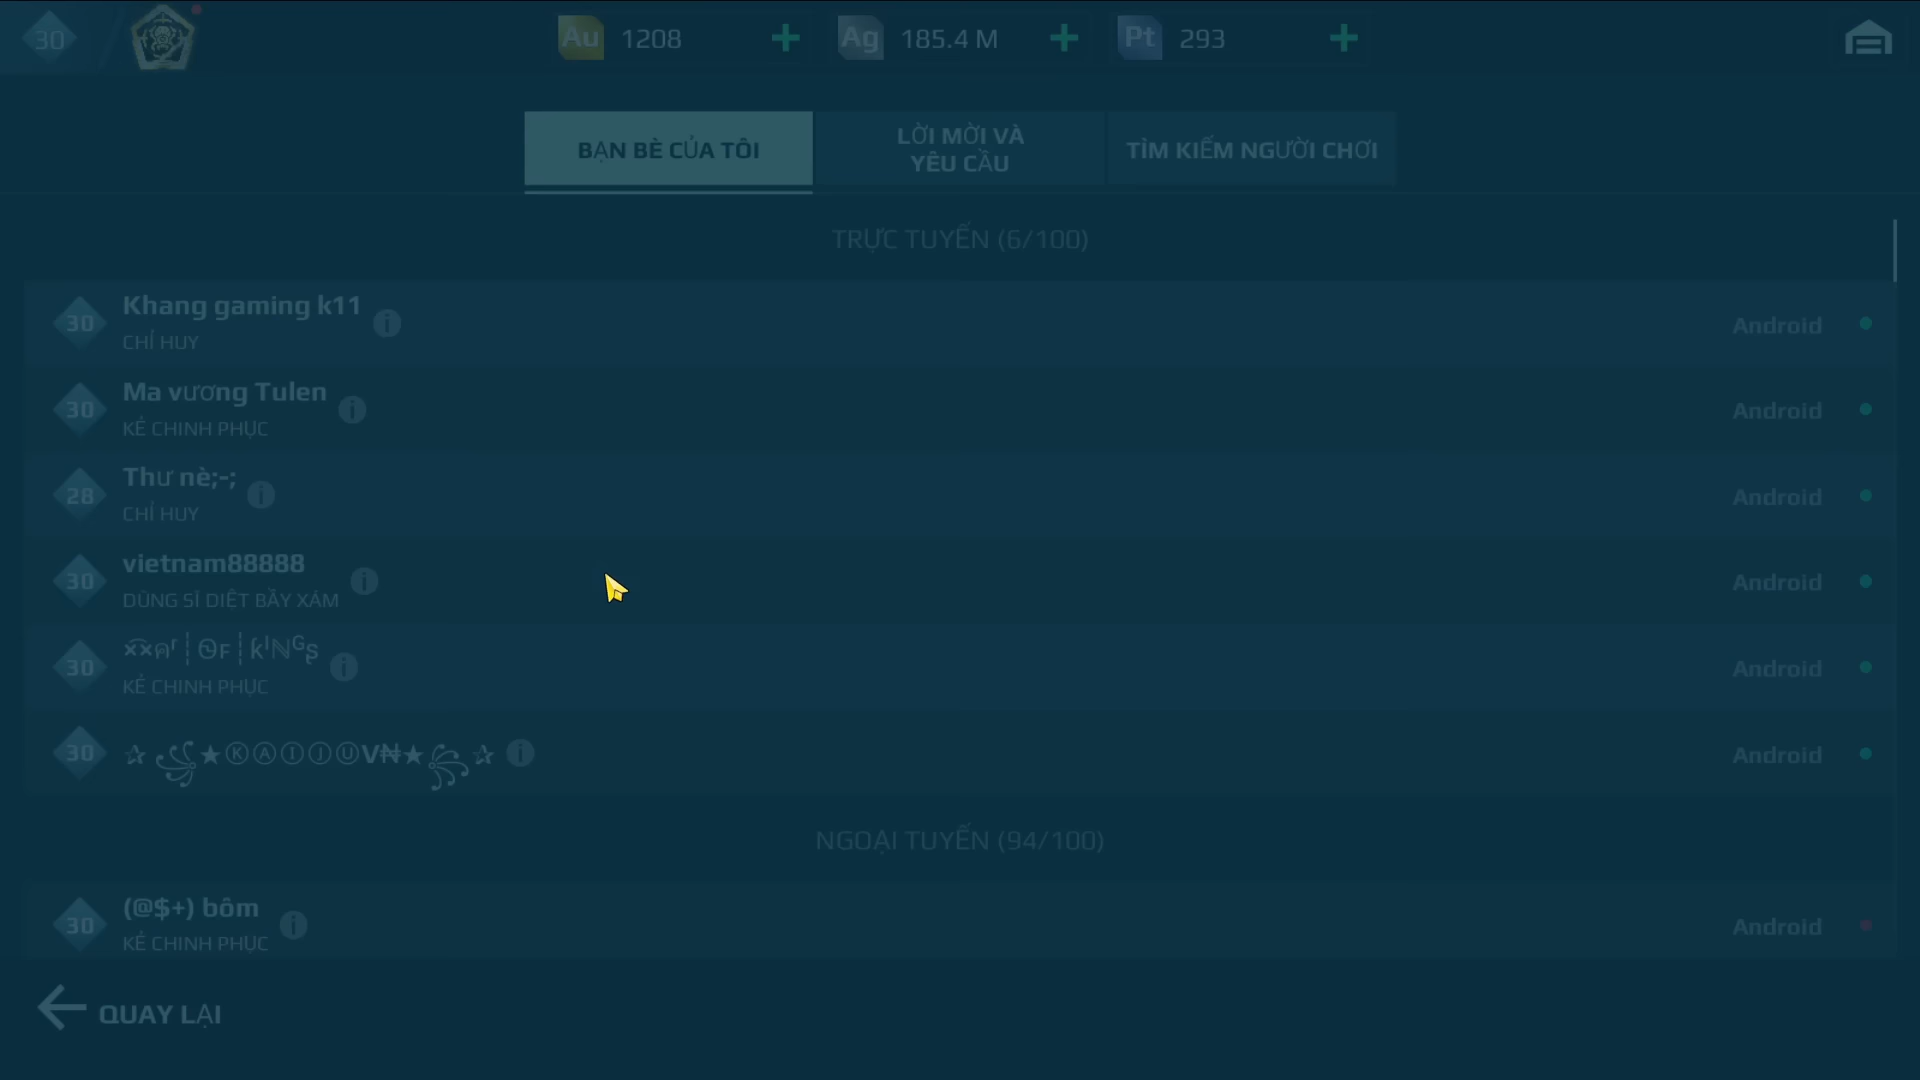 30
Au 1208
Ag 185.4 M
Pt 293
BẠN BÈ CỦA TÔI
LỜI MỜI VÀ
YÊU CẦU
TÌM KIẾM NGƯỜI CHƠI
TRỰC TUYẾN (6/100)
30 Khang gaming k11 i Android
CHỈ HUY
30 Ma vương Tulen i Android
KẺ CHINH PHỤC
28 Thư nè;-; i Android
CHỈ HUY
30 vietnam88888 i Android
DŨNG SĨ DIỆT BẦY XÁM
30 i Android
KẺ CHINH PHỤC
30 ✰꧁★ⓀⒶⒾⒿⓊV₦★꧂✰ i Android
NGOẠI TUYẾN (94/100)
30 (@$+) bôm i Android
KẺ CHINH PHỤC
QUAY LẠI